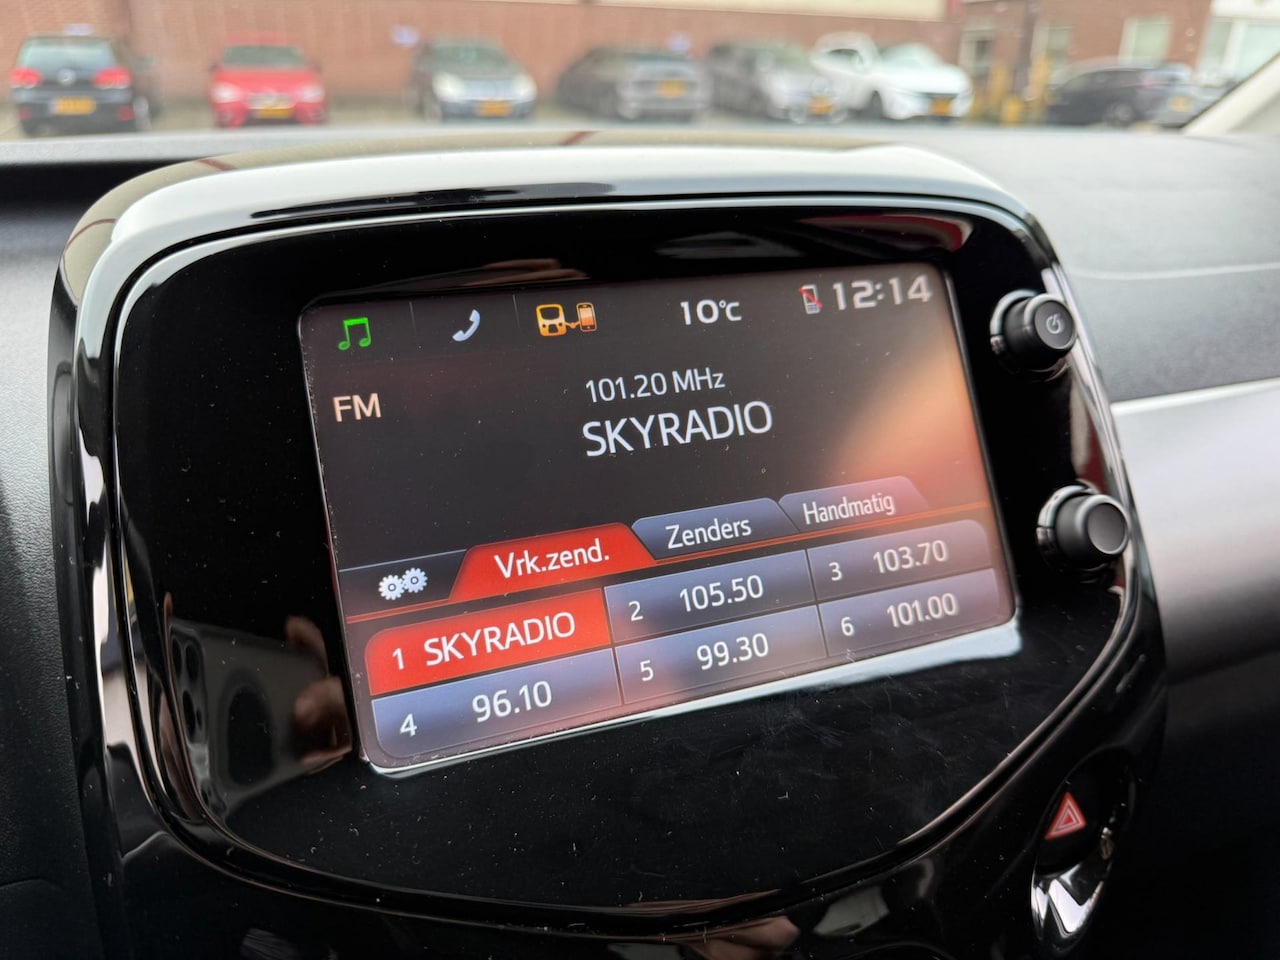 10°C
12:14
FM
101.20 MHz
SKYRADIO
Vrk.zend.
Zenders
Handmatig
1 SKYRADIO
2 105.50
3 103.70
4 96.10
5 99.30
6 101.00